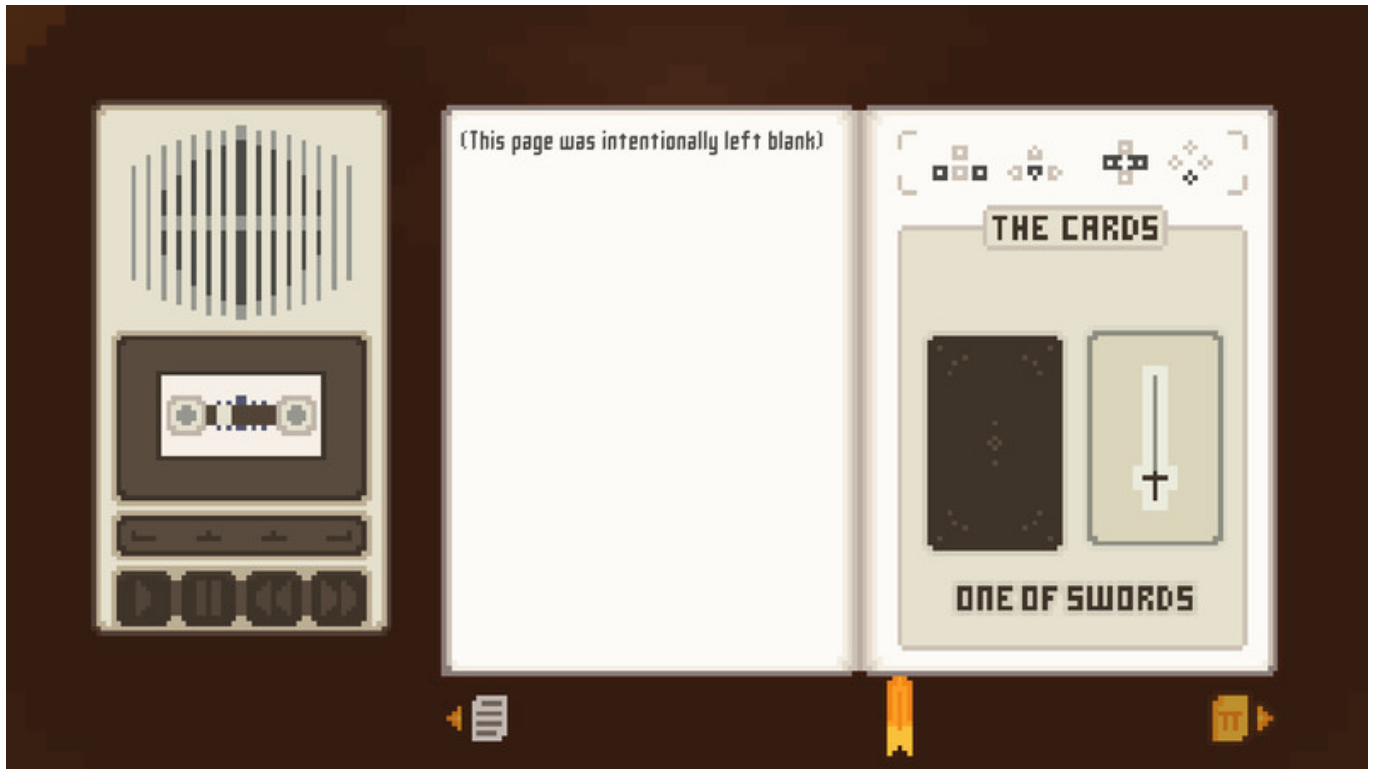 (This page was intentionally left blank)
THE CARDS
ONE OF SWORDS